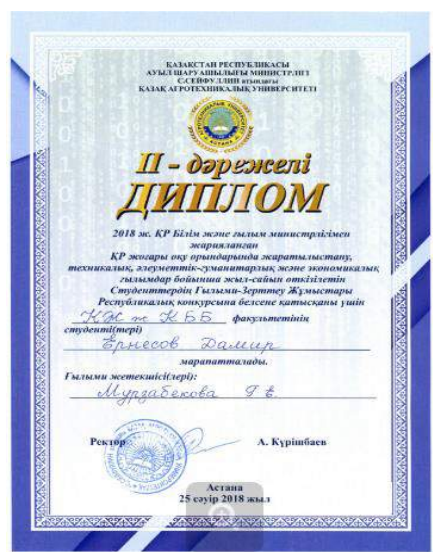 ҚАЗАҚСТАН РЕСПУБЛИКАСЫ
АУЫЛ ШАРУАШЫЛЫҒЫ МИНИСТРЛІГІ
С.СЕЙФУЛЛИН атындағы
ҚАЗАҚ АГРОТЕХНИКАЛЫҚ УНИВЕРСИТЕТІ
II - дәрежелі
ДИПЛОМ
2018 ж. ҚР Білім және ғылым министрлігімен
жарияланған
ҚР жоғары оқу орындарында жаратылыстану,
техникалық, әлеуметтік-гуманитарлық және экономикалық
ғылымдар бойынша жыл-сайын өткізілетін
Студенттердің Ғылыми-Зерттеу Жұмыстары
Республикалық конкурсына белсене қатысқаны үшін
КЖ ж КББ факультетінің
студенті(тері)
Ернесов Дамир
марапатталады.
Ғылыми жетекшісі(лері):
Мурзабекова Г Е.
Ректор А. Күрішбаев
Астана
25 сәуір 2018 жыл